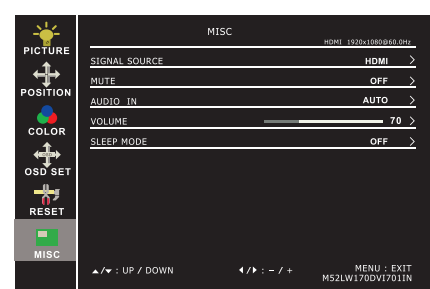 MISC
HDMI 1920x1080@60.0Hz
PICTURE
POSITION
COLOR
OSD SET
RESET
MISC
SIGNAL SOURCE HDMI >
MUTE OFF >
AUDIO IN AUTO >
VOLUME 70 >
SLEEP MODE OFF >
▲/▼ : UP / DOWN ◀/▶ : – / + MENU : EXIT
M52LW170DVI701IN